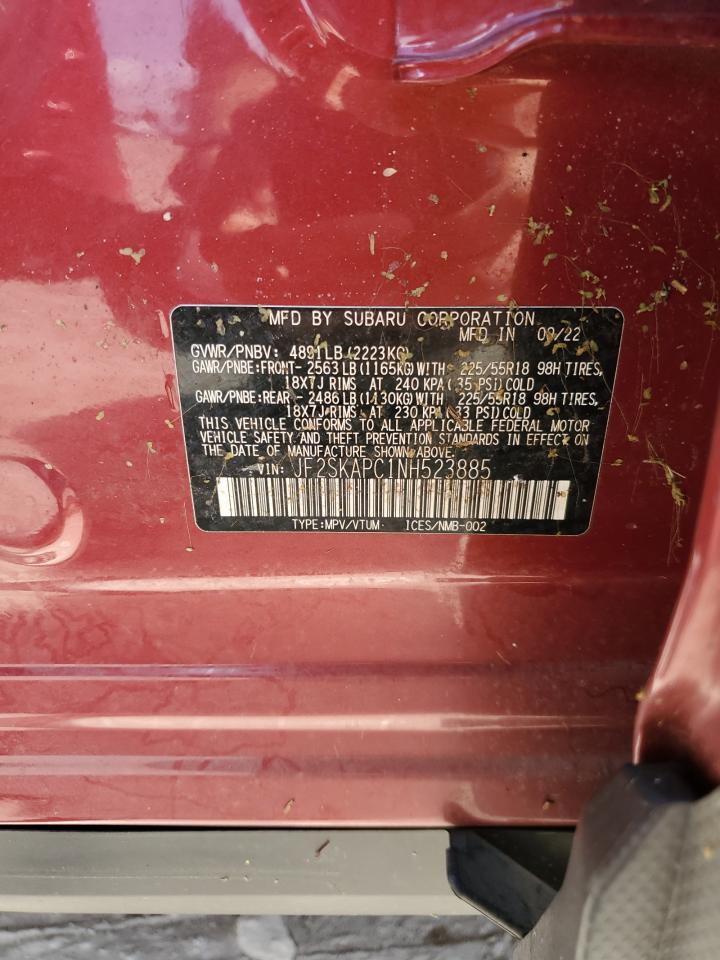 MFD BY SUBARU CORPORATION
MFD IN 09/22
GVWR/PNBV: 4891LB(2223KG)
GAWR/PNBE:FRONT- 2563LB(1165KG)WITH 225/55R18 98H TIRES,
18X7J RIMS AT 240 KPA(35 PSI)COLD
GAWR/PNBE:REAR - 2486LB(1130KG)WITH 225/55R18 98H TIRES,
18X7J RIMS AT 230 KPA(33 PSI)COLD
THIS VEHICLE CONFORMS TO ALL APPLICABLE FEDERAL MOTOR
VEHICLE SAFETY AND THEFT PREVENTION STANDARDS IN EFFECT ON
THE DATE OF MANUFACTURE SHOWN ABOVE.
VIN: JF2SKAPC1NH523885
TYPE:MPV/VTUM ICES/NMB-002